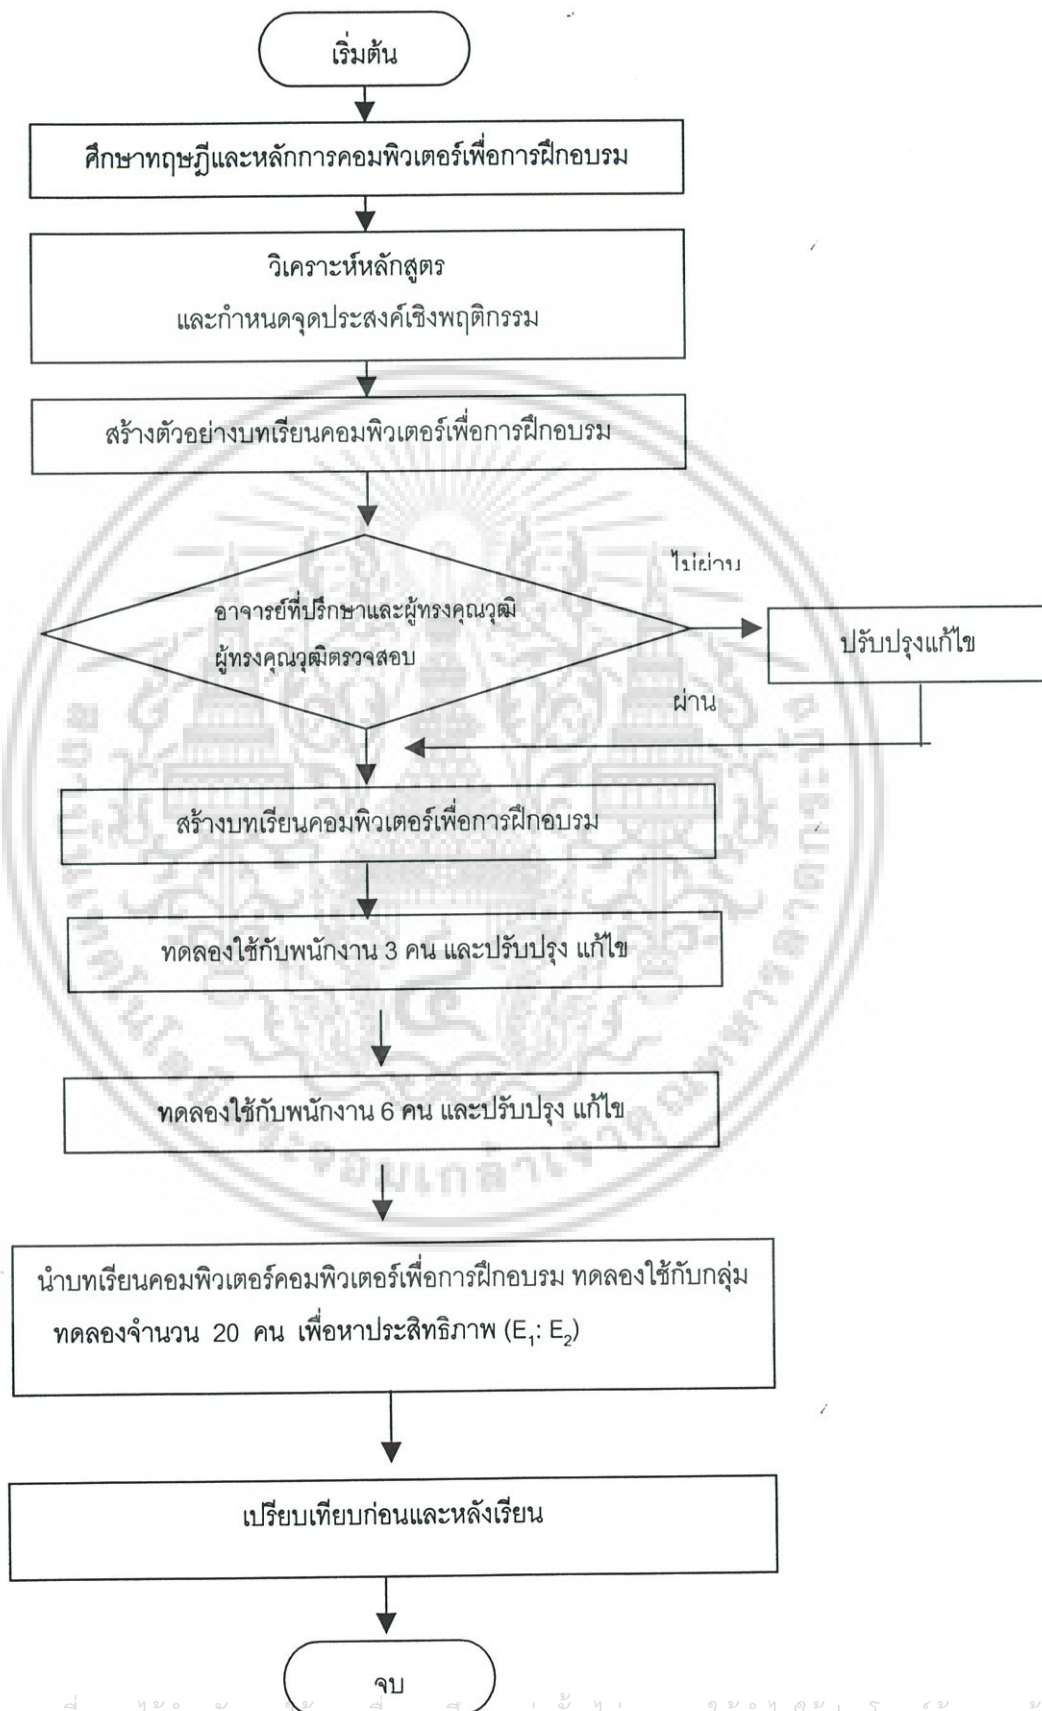 เริ่มต้น
ศึกษาทฤษฎีและหลักการคอมพิวเตอร์เพื่อการฝึกอบรม
วิเคราะห์หลักสูตร
และกำหนดจุดประสงค์เชิงพฤติกรรม
สร้างตัวอย่างบทเรียนคอมพิวเตอร์เพื่อการฝึกอบรม
ไม่ผ่าน
อาจารย์ที่ปรึกษาและผู้ทรงคุณวุฒิ
ผู้ทรงคุณวุฒิตรวจสอบ
ปรับปรุงแก้ไข
ผ่าน
สร้างบทเรียนคอมพิวเตอร์เพื่อการฝึกอบรม
ทดลองใช้กับพนักงาน 3 คน และปรับปรุง แก้ไข
ทดลองใช้กับพนักงาน 6 คน และปรับปรุง แก้ไข
นำบทเรียนคอมพิวเตอร์คอมพิวเตอร์เพื่อการฝึกอบรม ทดลองใช้กับกลุ่ม
ทดลองจำนวน 20 คน เพื่อหาประสิทธิภาพ (E₁: E₂)
เปรียบเทียบก่อนและหลังเรียน
จบ